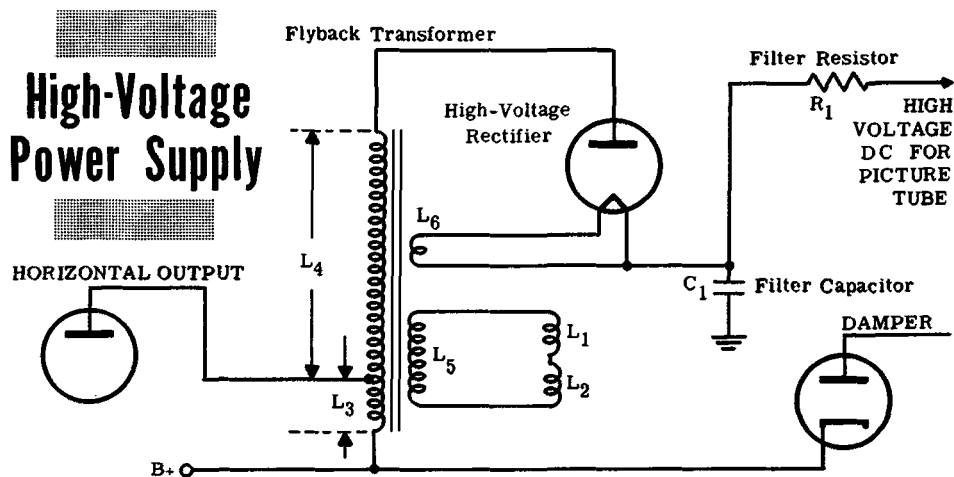 High-Voltage
Power Supply
Flyback Transformer
High-Voltage
Rectifier
Filter Resistor
R1
HIGH
VOLTAGE
DC FOR
PICTURE
TUBE
L6
L4
HORIZONTAL OUTPUT
C1
Filter Capacitor
L1
L5
L2
DAMPER
L3
B+